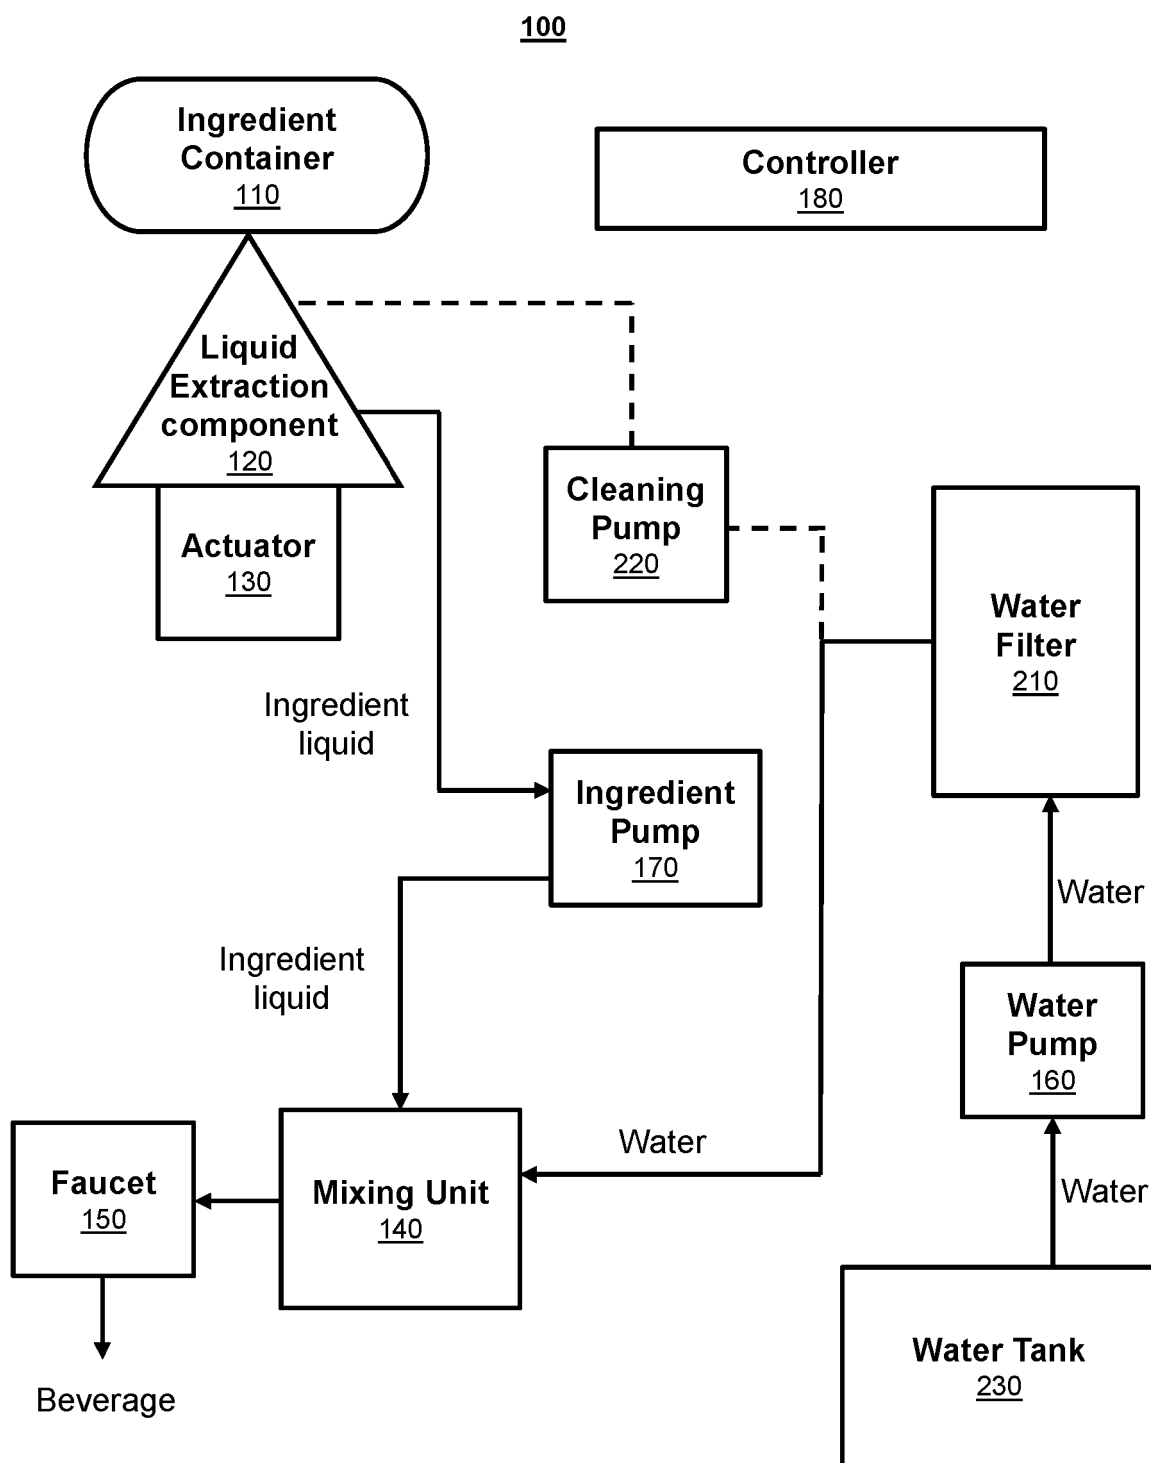 100
Ingredient
Container
110
Controller
180
Liquid
Extraction
component
120
Actuator
130
Cleaning
Pump
220
Water
Filter
210
Ingredient
liquid
Ingredient
Pump
170
Water
Ingredient
liquid
Water
Pump
160
Water
Faucet
150
Mixing Unit
140
Water
Water Tank
230
Beverage